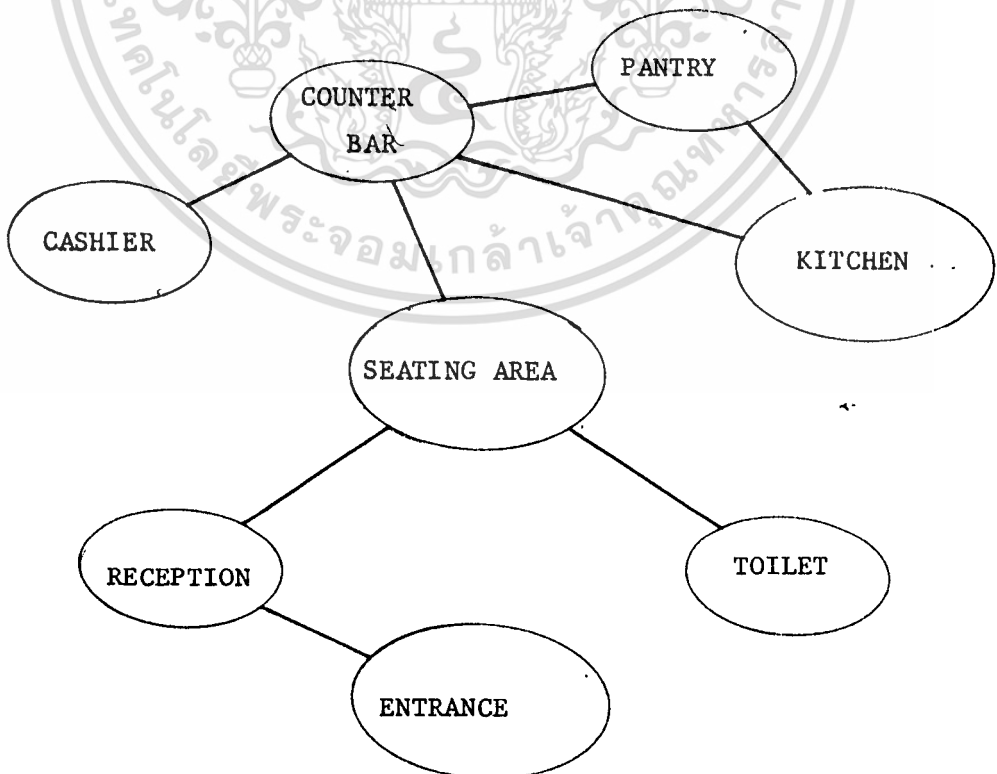 PANTRY
COUNTER
BAR
CASHIER
KITCHEN
SEATING AREA
RECEPTION
TOILET
ENTRANCE